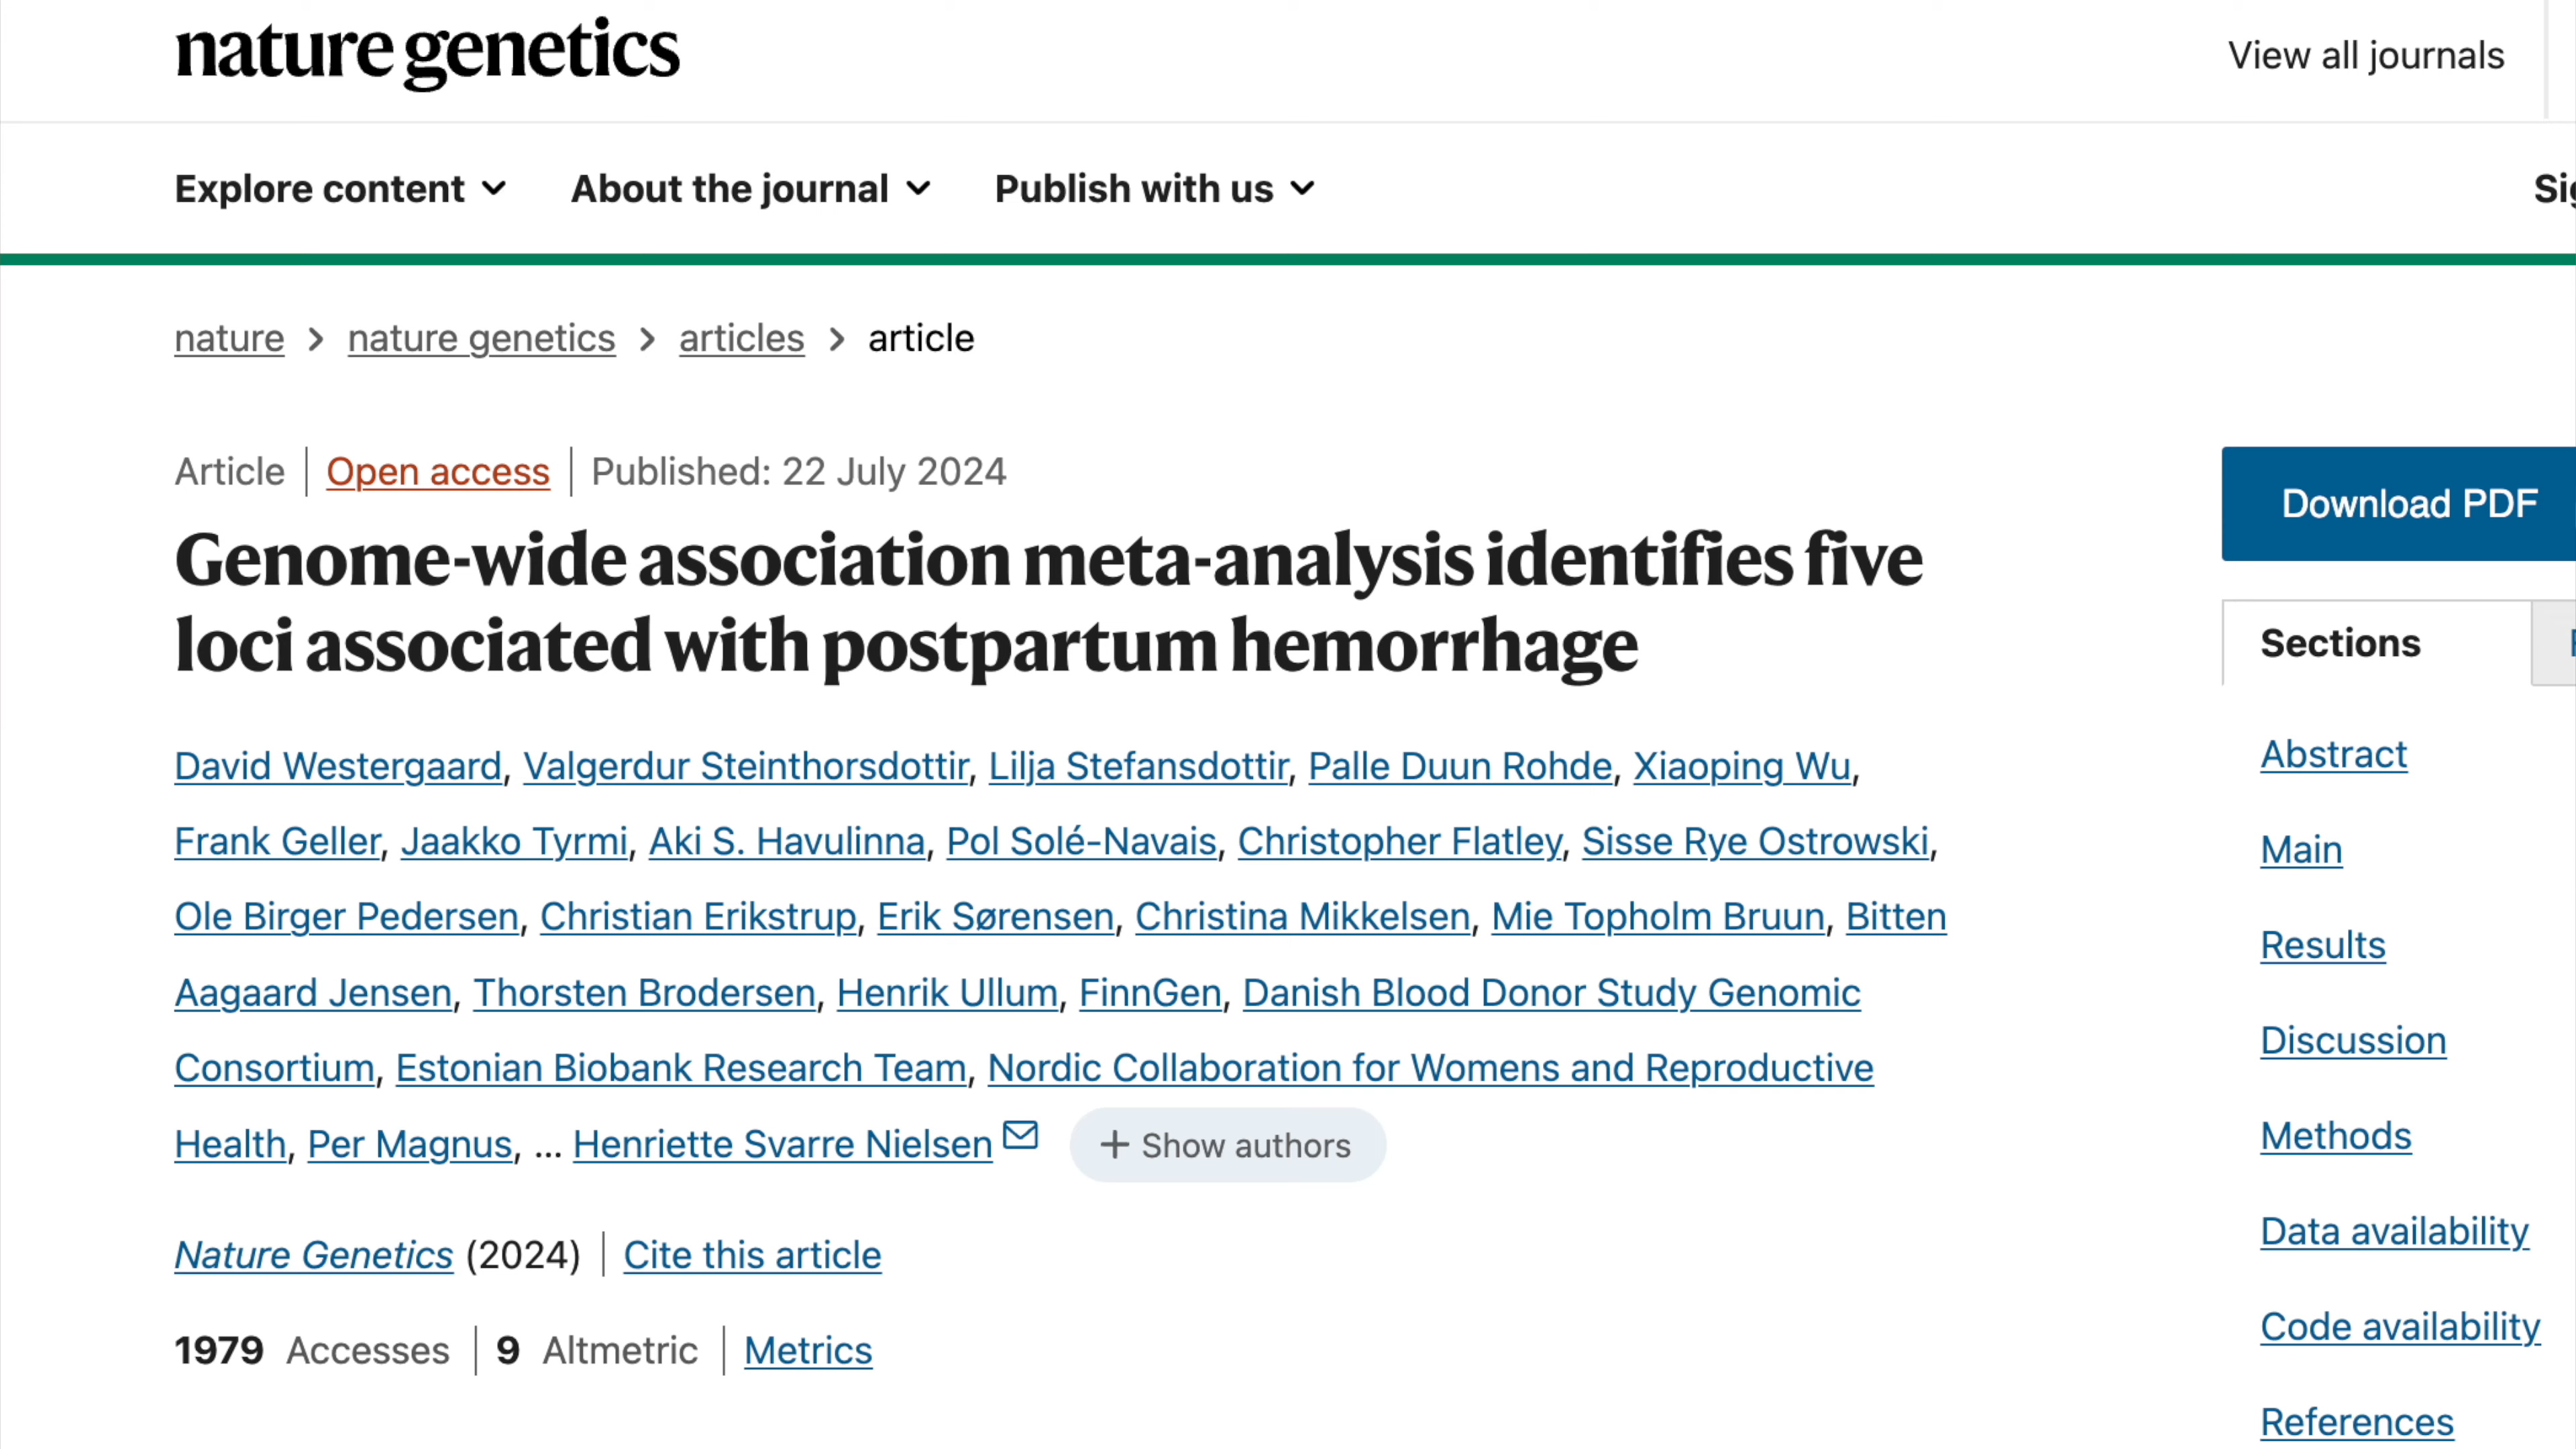 nature genetics
View all journals
Explore content
About the journal
Publish with us
nature > nature genetics > articles > article
Article | Open access | Published: 22 July 2024
Genome-wide association meta-analysis identifies five
loci associated with postpartum hemorrhage
David Westergaard, Valgerdur Steinthorsdottir, Lilja Stefansdottir, Palle Duun Rohde, Xiaoping Wu,
Frank Geller, Jaakko Tyrmi, Aki S. Havulinna, Pol Solé-Navais, Christopher Flatley, Sisse Rye Ostrowski,
Ole Birger Pedersen, Christian Erikstrup, Erik Sørensen, Christina Mikkelsen, Mie Topholm Bruun, Bitten
Aagaard Jensen, Thorsten Brodersen, Henrik Ullum, FinnGen, Danish Blood Donor Study Genomic
Consortium, Estonian Biobank Research Team, Nordic Collaboration for Womens and Reproductive
Health, Per Magnus, ... Henriette Svarre Nielsen + Show authors
Nature Genetics (2024) | Cite this article
1979 Accesses | 9 Altmetric | Metrics
Download PDF
Sections
Abstract
Main
Results
Discussion
Methods
Data availability
Code availability
References